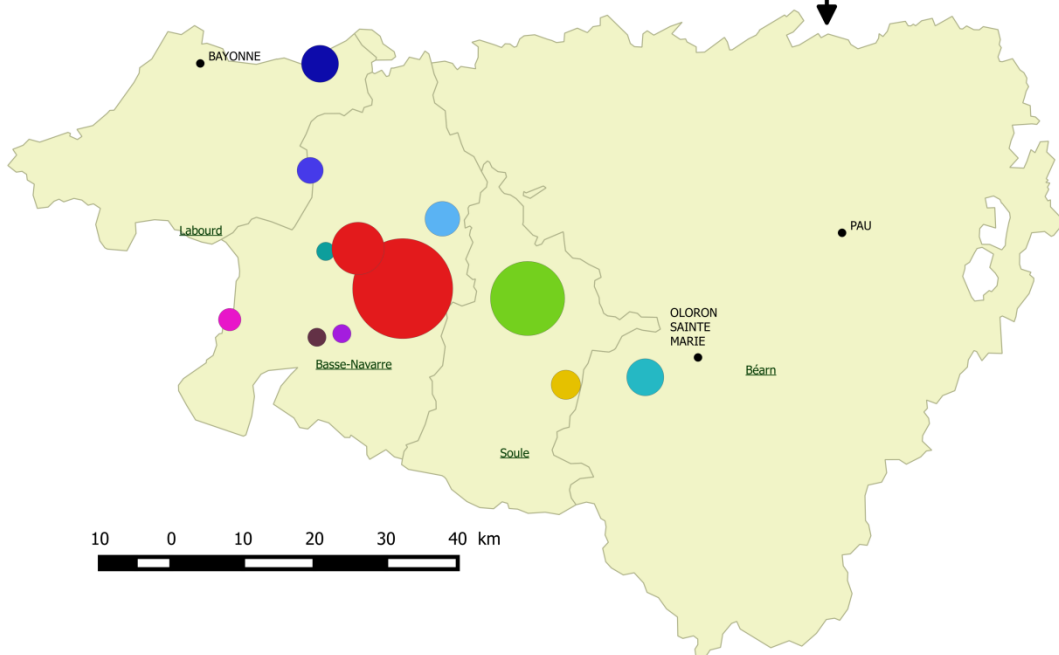 BAYONNE
Labourd
PAU
OLORON
SAINTE
MARIE
Basse-Navarre
Béarn
Soule
10 0 10 20 30 40 km